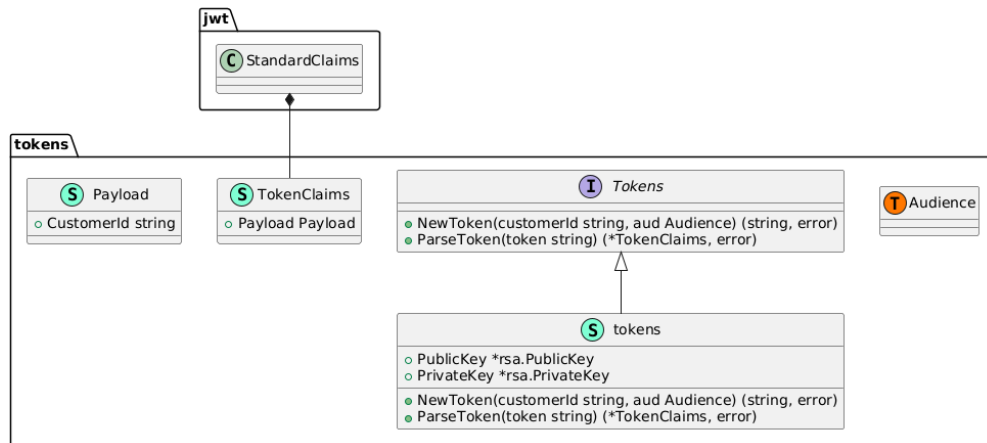 jwt
C StandardClaims
tokens
S Payload
CustomerId string
S TokenClaims
Payload Payload
I Tokens
NewToken(customerId string, aud Audience) (string, error)
ParseToken(token string) (*TokenClaims, error)
T Audience
S tokens
PublicKey *rsa.PublicKey
PrivateKey *rsa.PrivateKey
NewToken(customerId string, aud Audience) (string, error)
ParseToken(token string) (*TokenClaims, error)